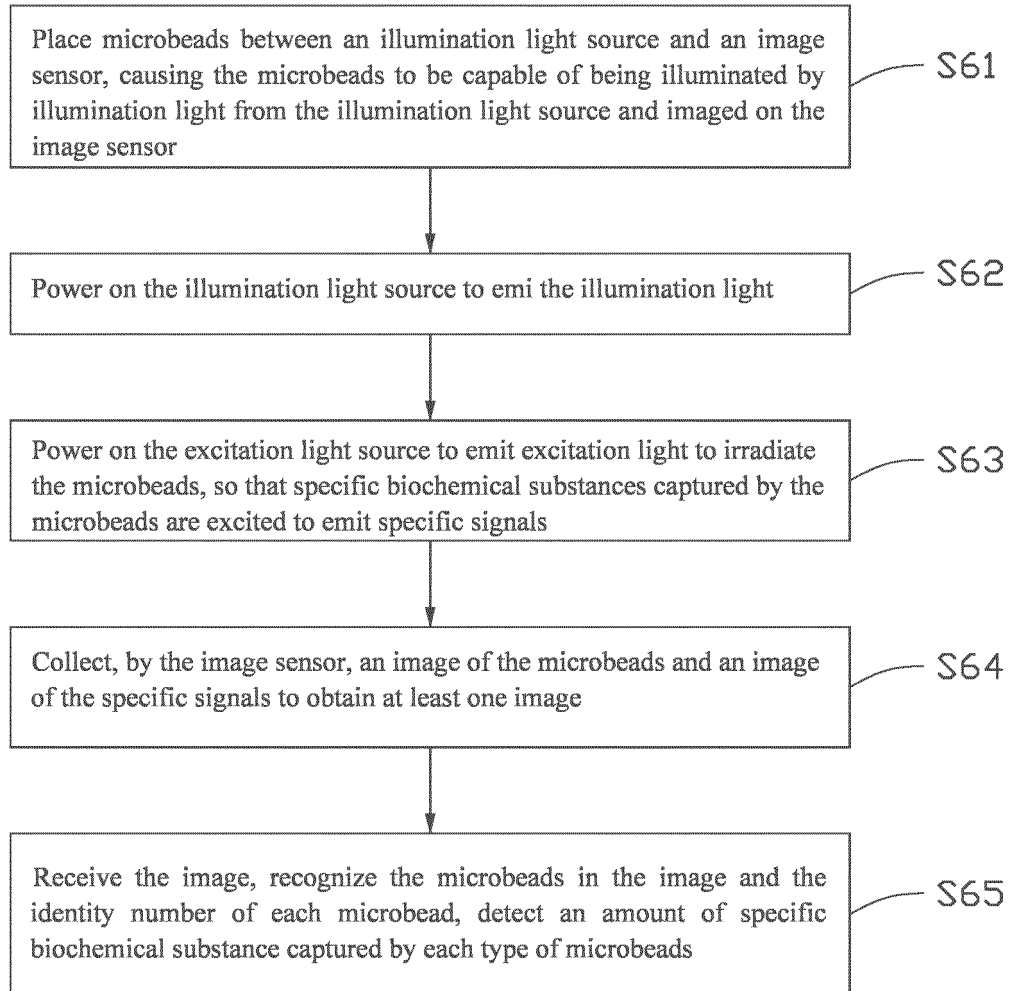 Place microbeads between an illumination light source and an image
sensor, causing the microbeads to be capable of being illuminated by
illumination light from the illumination light source and imaged on the
image sensor
S61
Power on the illumination light source to emi the illumination light
S62
Power on the excitation light source to emit excitation light to irradiate
the microbeads, so that specific biochemical substances captured by the
microbeads are excited to emit specific signals
S63
Collect, by the image sensor, an image of the microbeads and an image
of the specific signals to obtain at least one image
S64
Receive the image, recognize the microbeads in the image and the
identity number of each microbead, detect an amount of specific
biochemical substance captured by each type of microbeads
S65